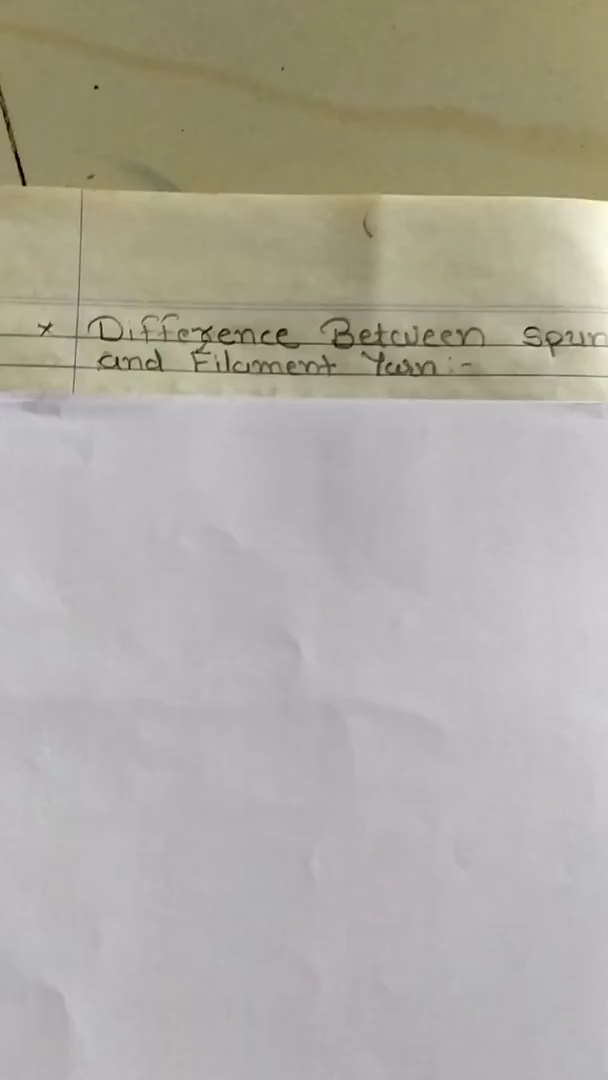 * Difference Between Spun
and Filament Yarn :-